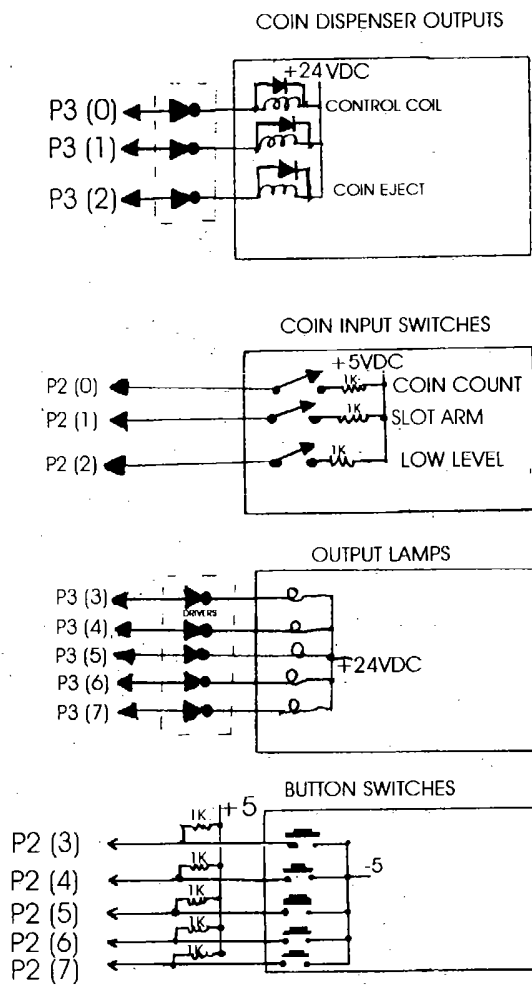 COIN DISPENSER OUTPUTS
+24 VDC
P3 (0)
CONTROL COIL
P3 (1)
P3 (2)
COIN EJECT
COIN INPUT SWITCHES
+5VDC
P2 (0)
1K
COIN COUNT
P2 (1)
1K
SLOT ARM
P2 (2)
1K
LOW LEVEL
OUTPUT LAMPS
P3 (3)
DRIVERS
P3 (4)
P3 (5)
+24VDC
P3 (6)
P3 (7)
BUTTON SWITCHES
+5
1K
P2 (3)
1K
-5
P2 (4)
1K
P2 (5)
1K
P2 (6)
1K
P2 (7)